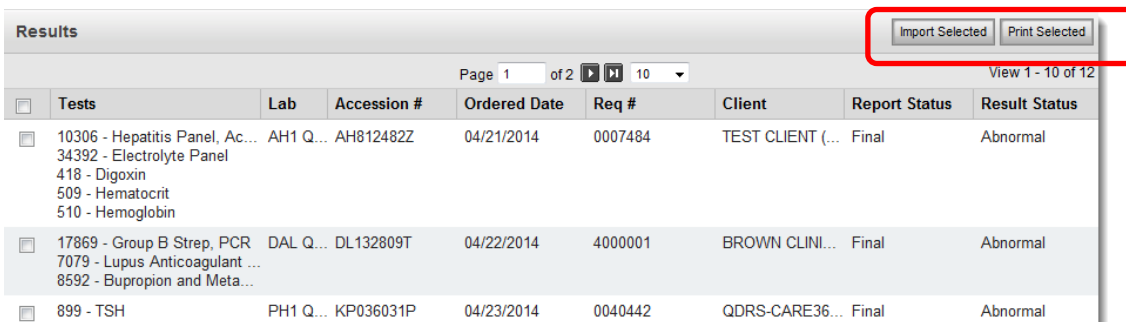 Results Import Selected Print Selected
Page 1 of 2 10 View 1 - 10 of 12
Tests Lab Accession # Ordered Date Req # Client Report Status Result Status
10306 - Hepatitis Panel, Ac... AH1 Q... AH812482Z 04/21/2014 0007484 TEST CLIENT (... Final Abnormal
34392 - Electrolyte Panel
418 - Digoxin
509 - Hematocrit
510 - Hemoglobin
17869 - Group B Strep, PCR DAL Q... DL132809T 04/22/2014 4000001 BROWN CLINI... Final Abnormal
7079 - Lupus Anticoagulant ...
8592 - Bupropion and Meta...
899 - TSH PH1 Q... KP036031P 04/23/2014 0040442 QDRS-CARE36... Final Abnormal